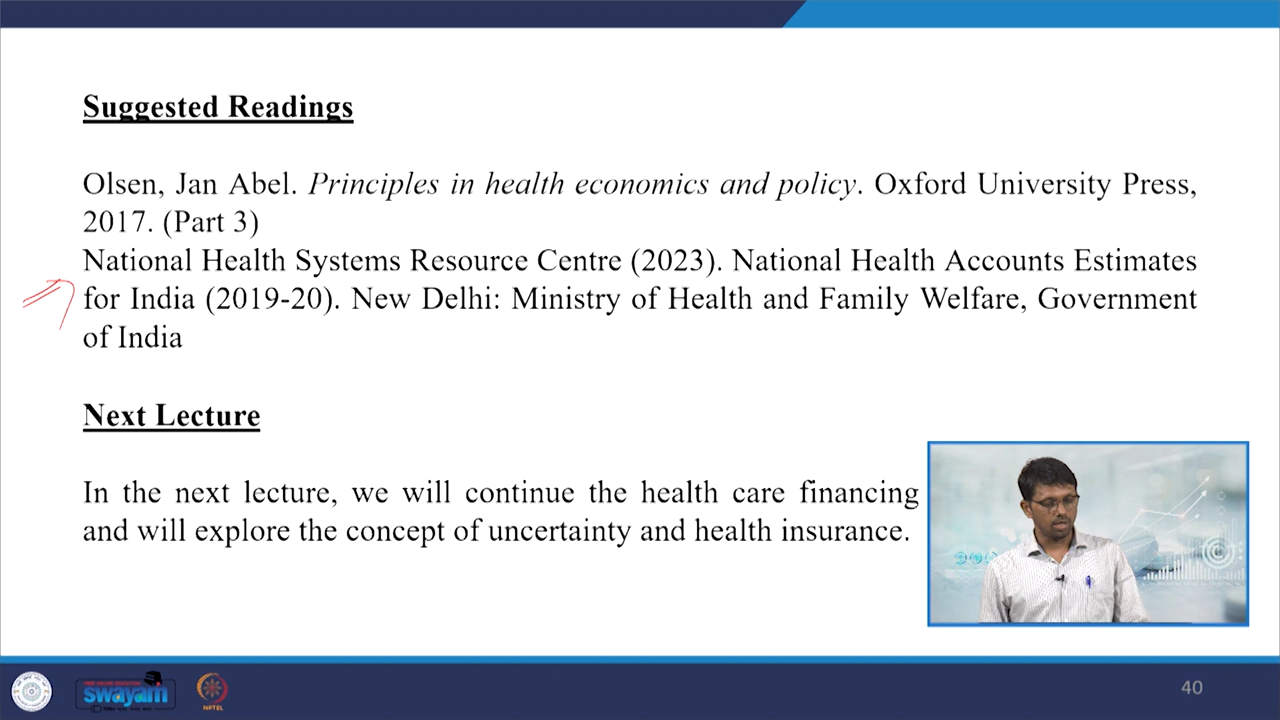 Suggested Readings
Olsen, Jan Abel. Principles in health economics and policy. Oxford University Press,
2017. (Part 3)
National Health Systems Resource Centre (2023). National Health Accounts Estimates
for India (2019-20). New Delhi: Ministry of Health and Family Welfare, Government
of India
Next Lecture
In the next lecture, we will continue the health care financing
and will explore the concept of uncertainty and health insurance.
swayam
NPTEL
40